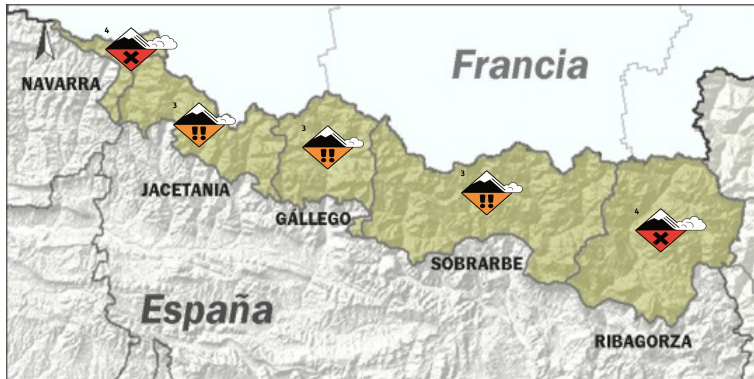 4
Francia
NAVARRA
3
3
JACETANIA
3
GÁLLEGO
4
SOBRARBE
España
RIBAGORZA